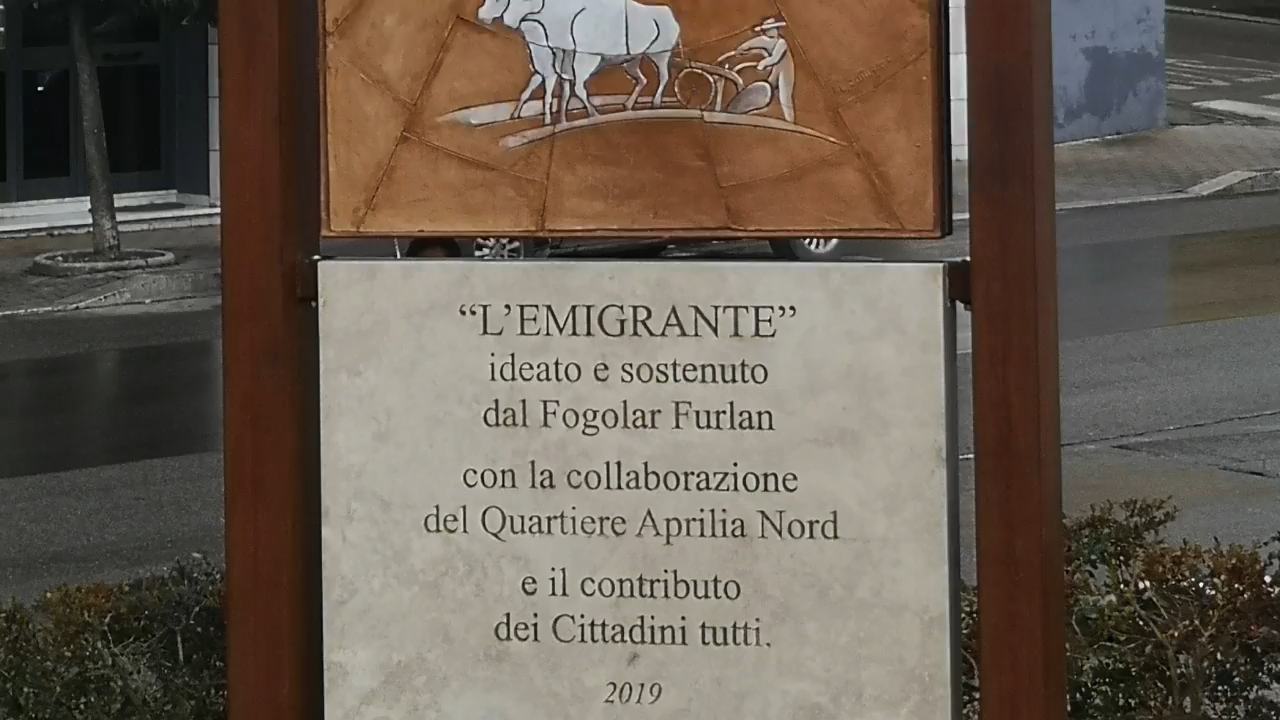 “L’EMIGRANTE”
ideato e sostenuto
dal Fogolar Furlan
con la collaborazione
del Quartiere Aprilia Nord
e il contributo
dei Cittadini tutti.
2019